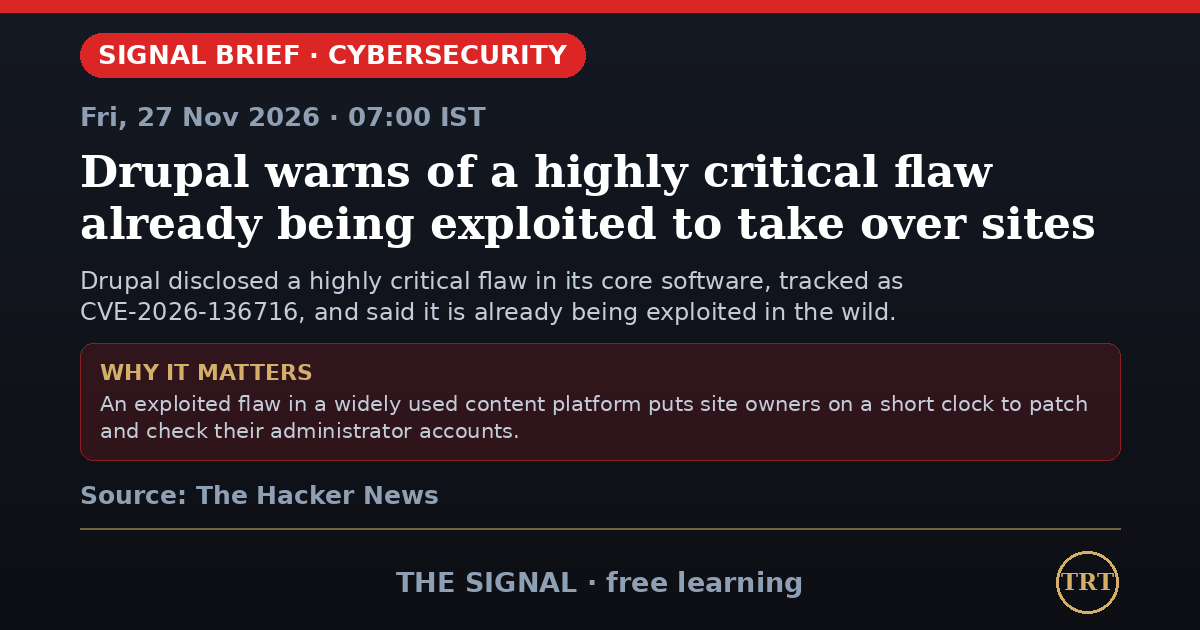 SIGNAL BRIEF · CYBERSECURITY
Fri, 27 Nov 2026 · 07:00 IST
Drupal warns of a highly critical flaw
already being exploited to take over sites
Drupal disclosed a highly critical flaw in its core software, tracked as
CVE-2026-136716, and said it is already being exploited in the wild.
WHY IT MATTERS
An exploited flaw in a widely used content platform puts site owners on a short clock to patch
and check their administrator accounts.
Source: The Hacker News
THE SIGNAL · free learning
TRT